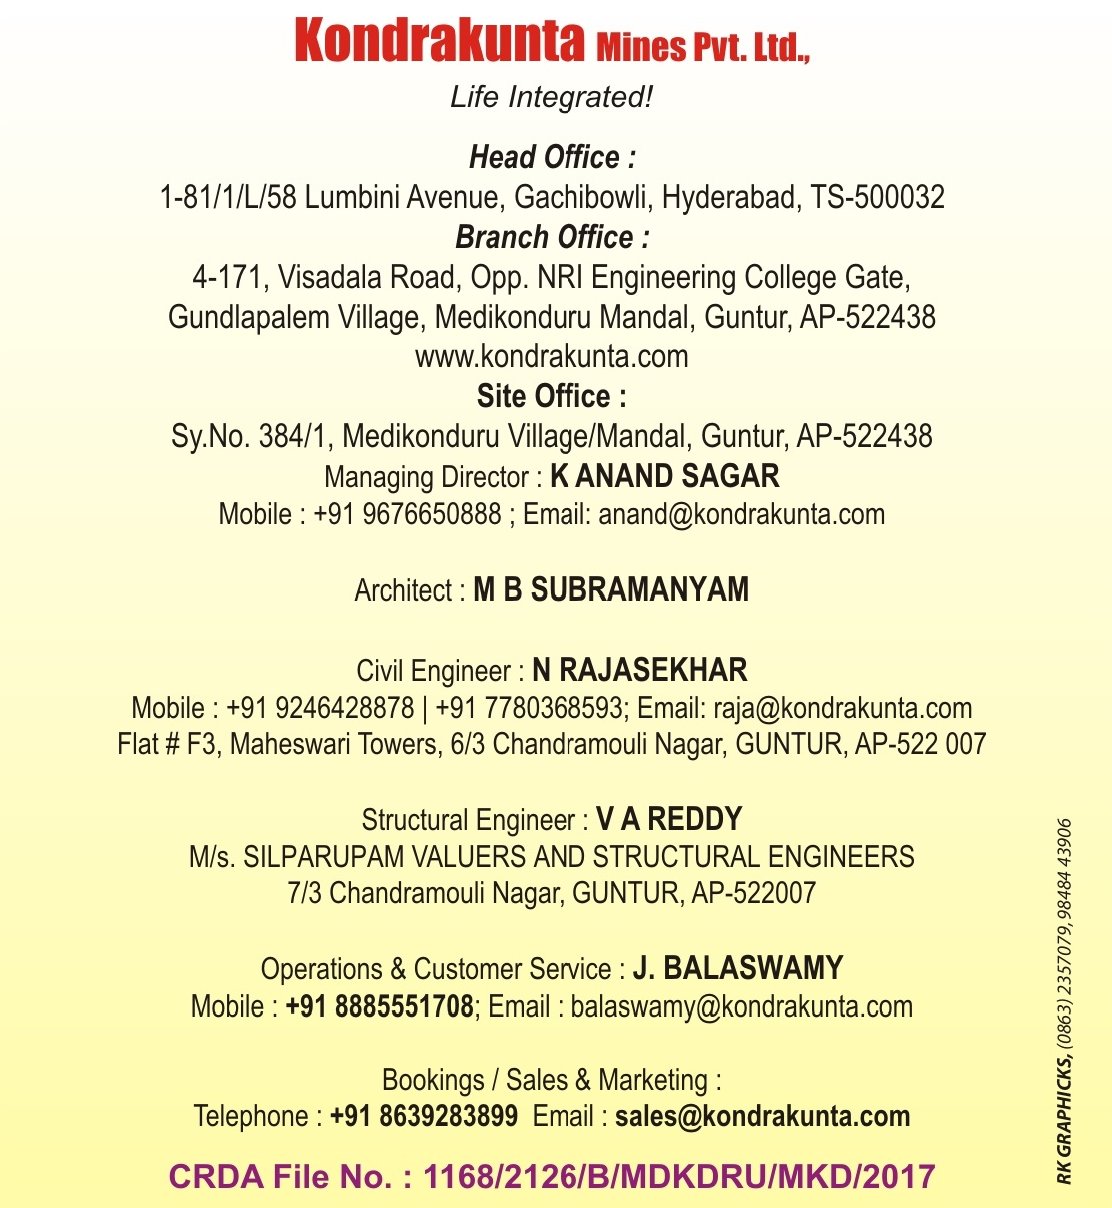 Kondrakunta Mines Pvt. Ltd.,
Life Integrated!
Head Office :
1-81/1/L/58 Lumbini Avenue, Gachibowli, Hyderabad, TS-500032
Branch Office :
4-171, Visadala Road, Opp. NRI Engineering College Gate,
Gundlapalem Village, Medikonduru Mandal, Guntur, AP-522438
www.kondrakunta.com
Site Office :
Sy.No. 384/1, Medikonduru Village/Mandal, Guntur, AP-522438
Managing Director : K ANAND SAGAR
Mobile : +91 9676650888 ; Email: anand@kondrakunta.com
Architect : M B SUBRAMANYAM
Civil Engineer : N RAJASEKHAR
Mobile : +91 9246428878 | +91 7780368593; Email: raja@kondrakunta.com
Flat # F3, Maheswari Towers, 6/3 Chandramouli Nagar, GUNTUR, AP-522 007
Structural Engineer : V A REDDY
M/s. SILPARUPAM VALUERS AND STRUCTURAL ENGINEERS
7/3 Chandramouli Nagar, GUNTUR, AP-522007
Operations & Customer Service : J. BALASWAMY
Mobile : +91 8885551708; Email : balaswamy@kondrakunta.com
Bookings / Sales & Marketing :
Telephone : +91 8639283899 Email : sales@kondrakunta.com
CRDA File No. : 1168/2126/B/MDKDRU/MKD/2017
RK GRAPHICKS, (0863) 2357079, 98484 43906